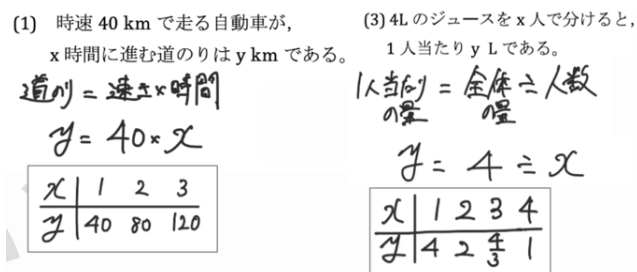 (1) 時速 40 km で走る自動車が,
x 時間に進む道のりは y km である。
道のり = 速さ×時間
y = 40×x
x | 1 2 3
y | 40 80 120
(3) 4L のジュースを x 人で分けると,
1 人当たり y L である。
1人当たりの量 = 全体の量 ÷ 人数
y = 4 ÷ x
x | 1 2 3 4
y | 4 2 4/3 1